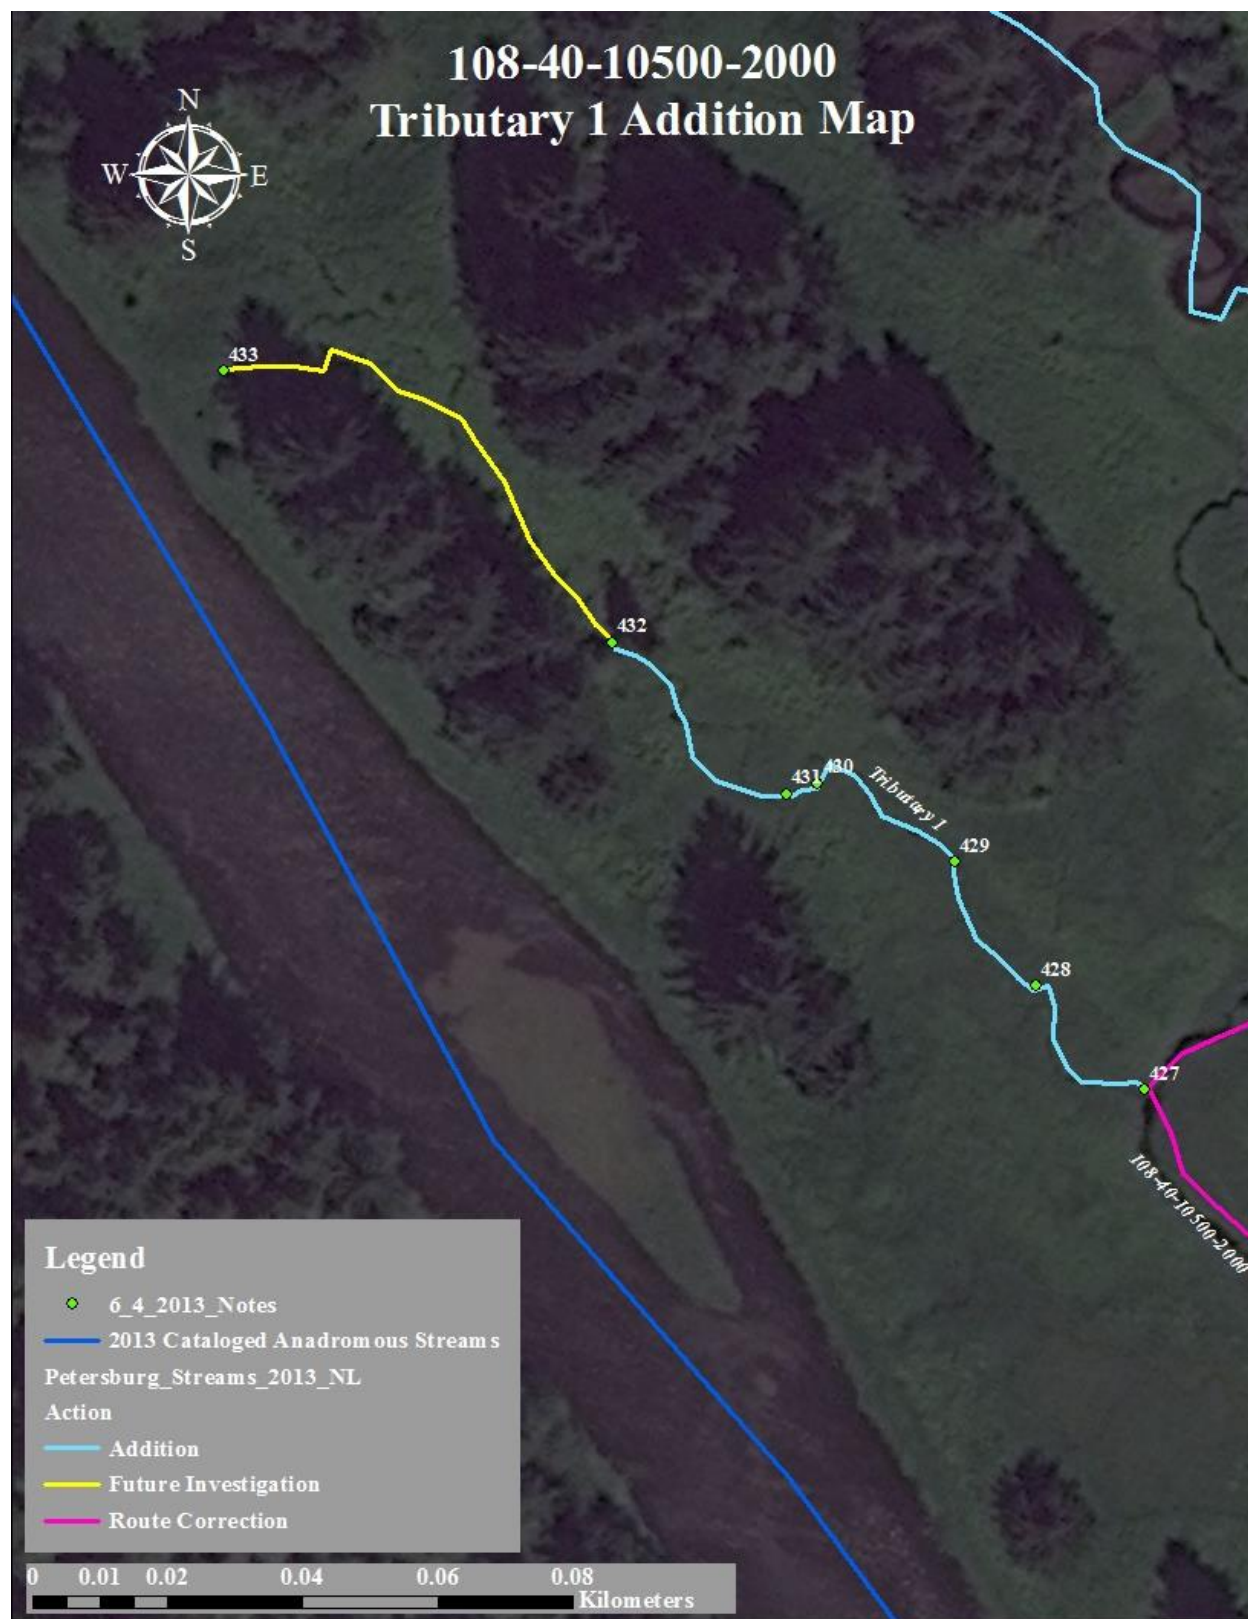 108-40-10500-2000
Tributary 1 Addition Map
N
W
E
S
433
432
431
430
Tributary 1
429
428
427
108-40-10500-2000
Legend
6_4_2013_Notes
2013 Cataloged Anadromous Streams
Petersburg_Streams_2013_NL
Action
Addition
Future Investigation
Route Correction
0 0.01 0.02 0.04 0.06 0.08
Kilometers